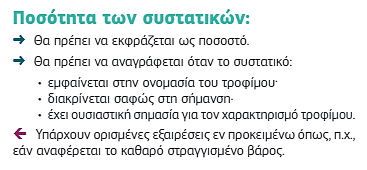 Ποσότητα των συστατικών:
➔ Θα πρέπει να εκφράζεται ως ποσοστό.
➔ Θα πρέπει να αναγράφεται όταν το συστατικό:
• εμφαίνεται στην ονομασία του τροφίμου·
• διακρίνεται σαφώς στη σήμανση·
• έχει ουσιαστική σημασία για τον χαρακτηρισμό τροφίμου.
← Υπάρχουν ορισμένες εξαιρέσεις εν προκειμένω όπως, π.χ.,
εάν αναφέρεται το καθαρό στραγγισμένο βάρος.